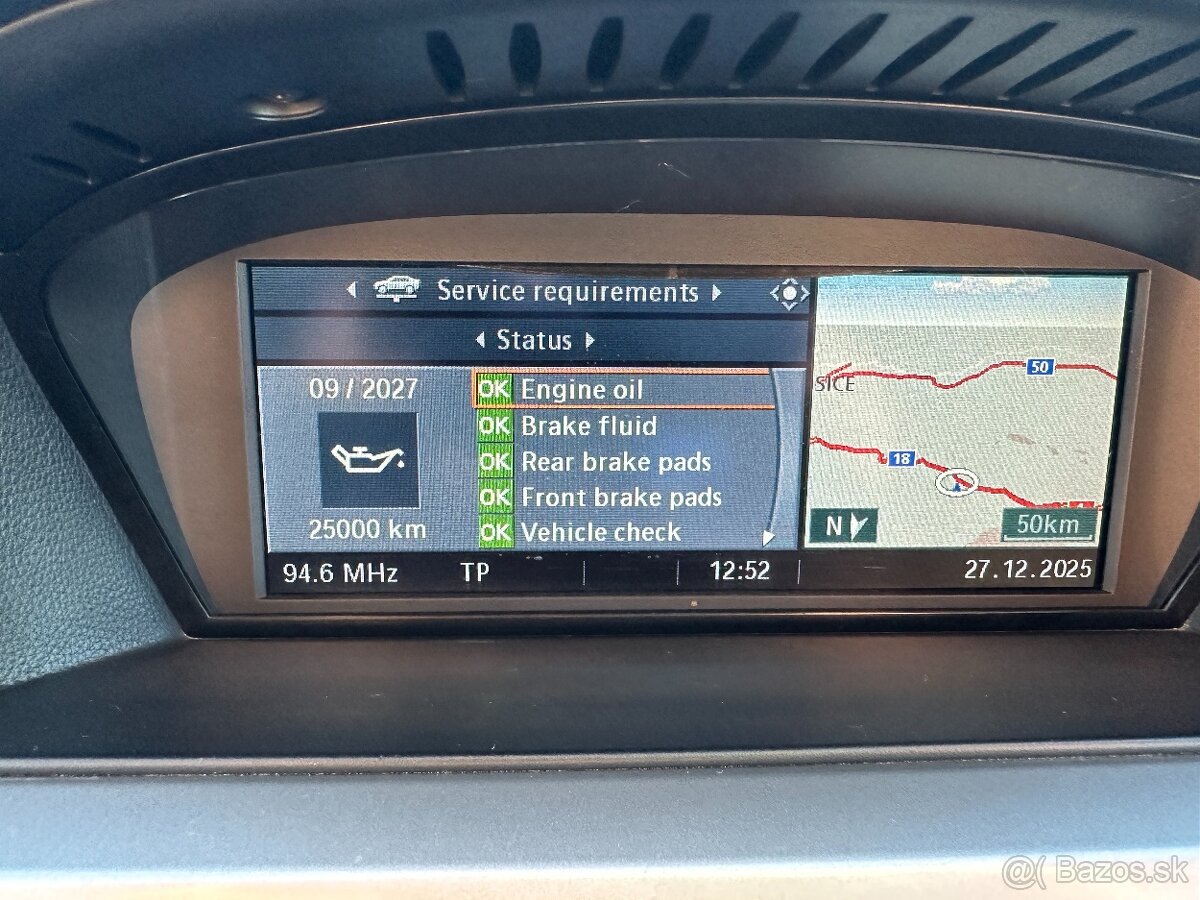 Service requirements
Status
09 / 2027
OK Engine oil
OK Brake fluid
OK Rear brake pads
OK Front brake pads
OK Vehicle check
25000 km
SICE
50
18
N
50km
94.6 MHz TP 12:52 27.12.2025
@( Bazos.sk